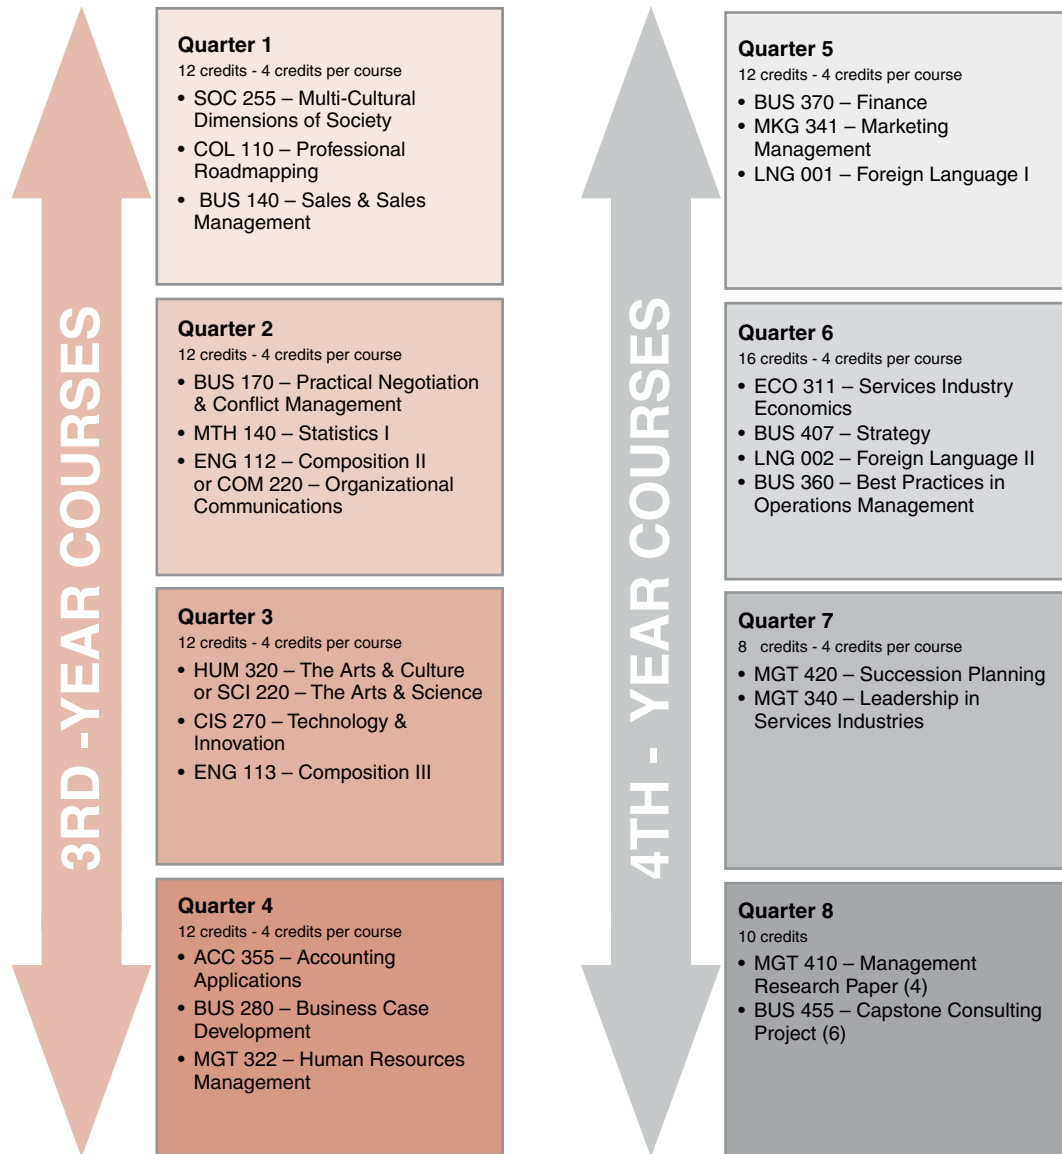 3RD -YEAR COURSES
Quarter 1
12 credits - 4 credits per course
• SOC 255 – Multi-Cultural
Dimensions of Society
• COL 110 – Professional
Roadmapping
• BUS 140 – Sales & Sales
Management
Quarter 2
12 credits - 4 credits per course
• BUS 170 – Practical Negotiation
& Conflict Management
• MTH 140 – Statistics I
• ENG 112 – Composition II
or COM 220 – Organizational
Communications
Quarter 3
12 credits - 4 credits per course
• HUM 320 – The Arts & Culture
or SCI 220 – The Arts & Science
• CIS 270 – Technology &
Innovation
• ENG 113 – Composition III
Quarter 4
12 credits - 4 credits per course
• ACC 355 – Accounting
Applications
• BUS 280 – Business Case
Development
• MGT 322 – Human Resources
Management
4TH - YEAR COURSES
Quarter 5
12 credits - 4 credits per course
• BUS 370 – Finance
• MKG 341 – Marketing
Management
• LNG 001 – Foreign Language I
Quarter 6
16 credits - 4 credits per course
• ECO 311 – Services Industry
Economics
• BUS 407 – Strategy
• LNG 002 – Foreign Language II
• BUS 360 – Best Practices in
Operations Management
Quarter 7
8 credits - 4 credits per course
• MGT 420 – Succession Planning
• MGT 340 – Leadership in
Services Industries
Quarter 8
10 credits
• MGT 410 – Management
Research Paper (4)
• BUS 455 – Capstone Consulting
Project (6)